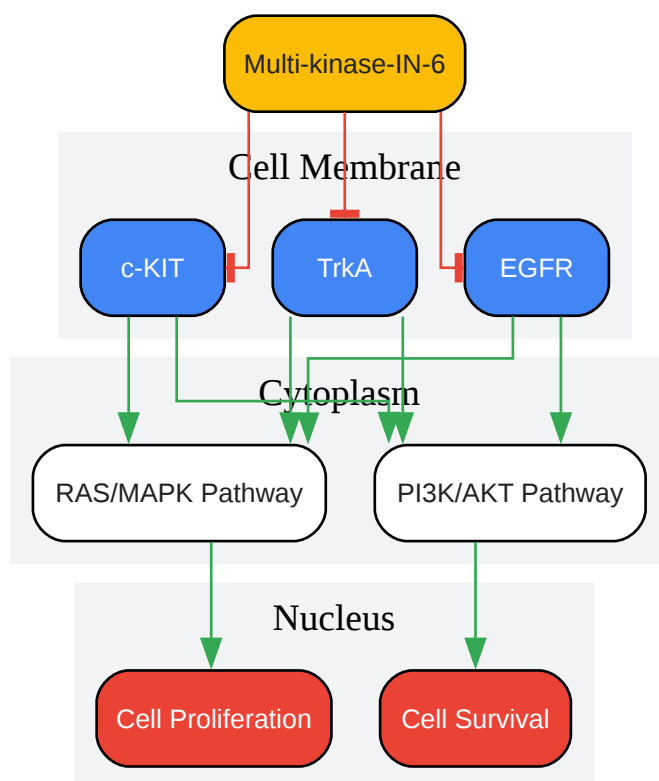 Multi-kinase-IN-6
Cell Membrane
c-KIT
TrkA
EGFR
Cytoplasm
RAS/MAPK Pathway
PI3K/AKT Pathway
Nucleus
Cell Proliferation
Cell Survival